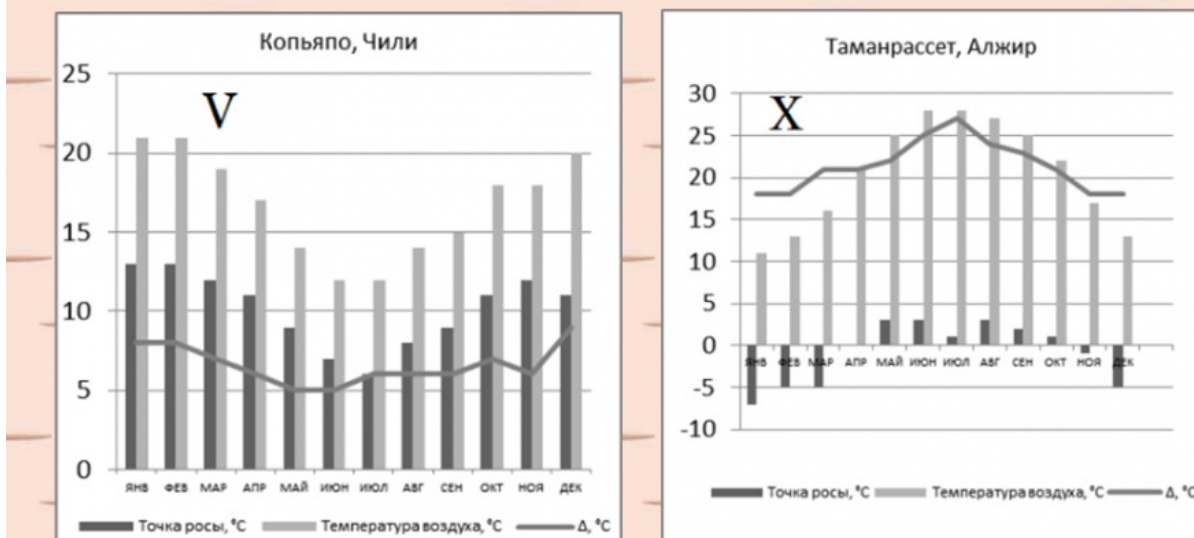 Копьяпо, Чили
V
25
20
15
10
5
0
ЯНВ ФЕВ МАР АПР МАЙ ИЮН ИЮЛ АВГ СЕН ОКТ НОЯ ДЕК
Точка росы, °С Температура воздуха, °С Δ, °С
Таманрассет, Алжир
X
30
25
20
15
10
5
0
-5
-10
ЯНВ ФЕВ МАР АПР МАЙ ИЮН ИЮЛ АВГ СЕН ОКТ НОЯ ДЕК
Точка росы, °С Температура воздуха, °С Δ, °С